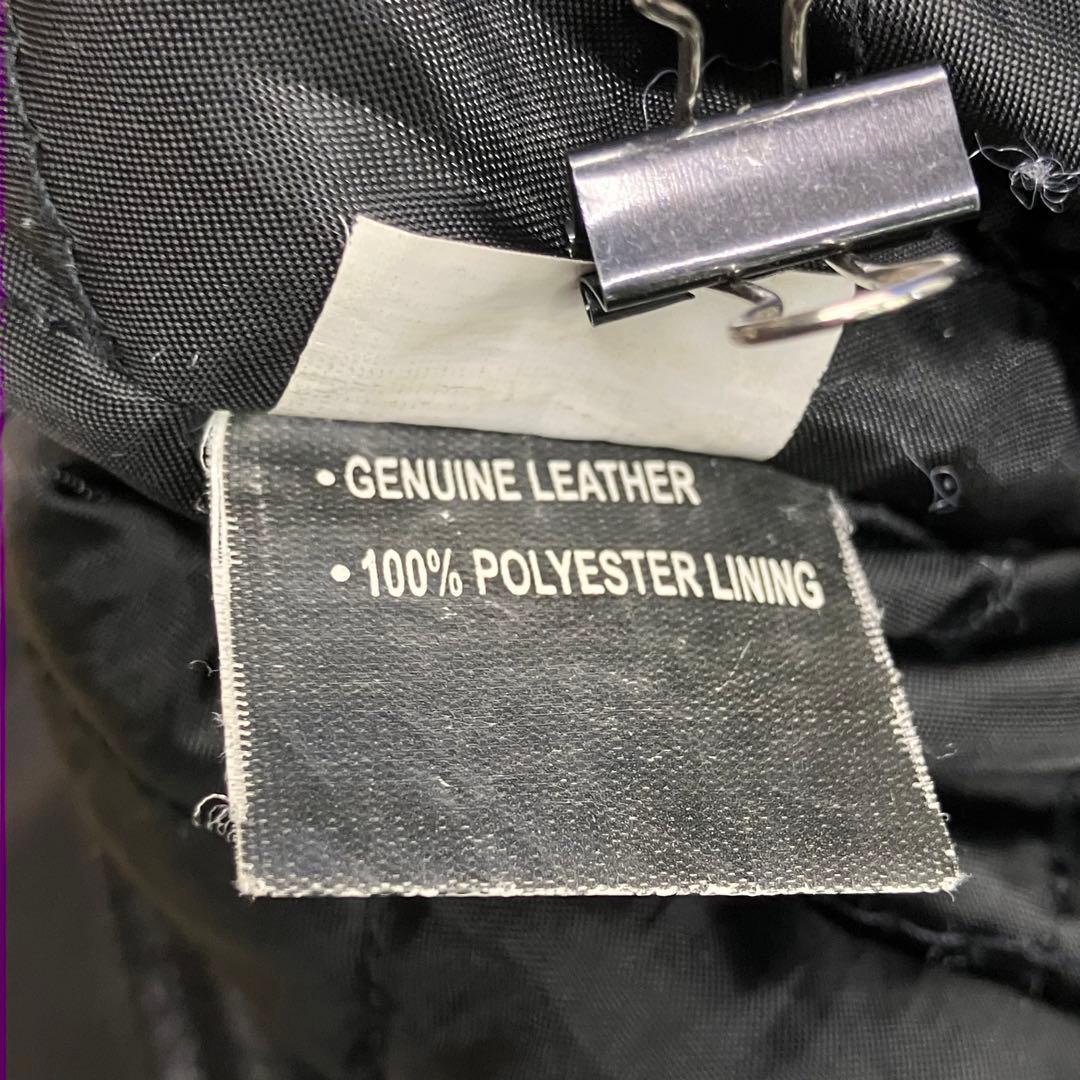 • GENUINE LEATHER
• 100% POLYESTER LINING